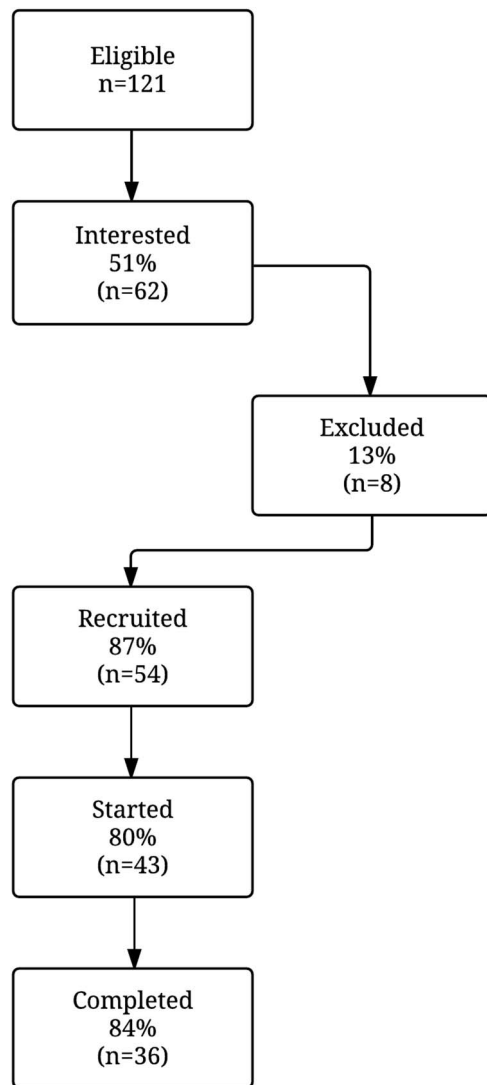 Eligible
n=121
Interested
51%
(n=62)
Excluded
13%
(n=8)
Recruited
87%
(n=54)
Started
80%
(n=43)
Completed
84%
(n=36)